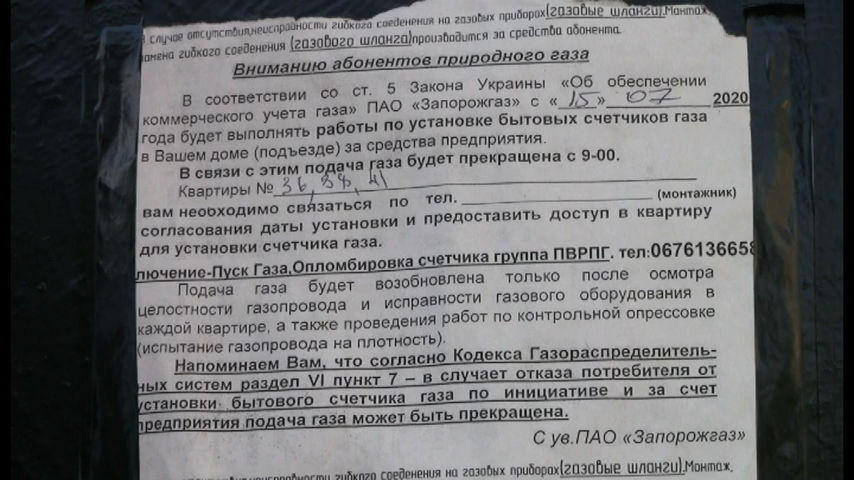 случае отсутствия,неисправности гибкого соеденения на газовых приборах(газовые шланги).Монтаж,
замена гибкого соеденения (газового шланга)производится за средства абонента.
Вниманию абонентов природного газа
В соответствии со ст. 5 Закона Украины «Об обеспечении
коммерческого учета газа» ПАО «Запорожгаз» с «15» 07 2020
года будет выполнять работы по установке бытовых счетчиков газа
в Вашем доме (подъезде) за средства предприятия.
В связи с этим подача газа будет прекращена с 9-00.
Квартиры № 36, 38, 41
вам необходимо связаться по тел. (монтажник)
согласования даты установки и предоставить доступ в квартиру
для установки счетчика газа.
лючение-Пуск Газа,Опломбировка счетчика группа ПВРПГ. тел:0676136658
Подача газа будет возобновлена только после осмотра
целостности газопровода и исправности газового оборудования в
каждой квартире, а также проведения работ по контрольной опрессовке
(испытание газопровода на плотность).
Напоминаем Вам, что согласно Кодекса Газораспределитель-
ных систем раздел VI пункт 7 – в случает отказа потребителя от
установки бытового счетчика газа по инициативе и за счет
предприятия подача газа может быть прекращена.
С ув.ПАО «Запорожгаз»
гибкого соеденения на газовых приборах(газовые шланги).Монтаж,